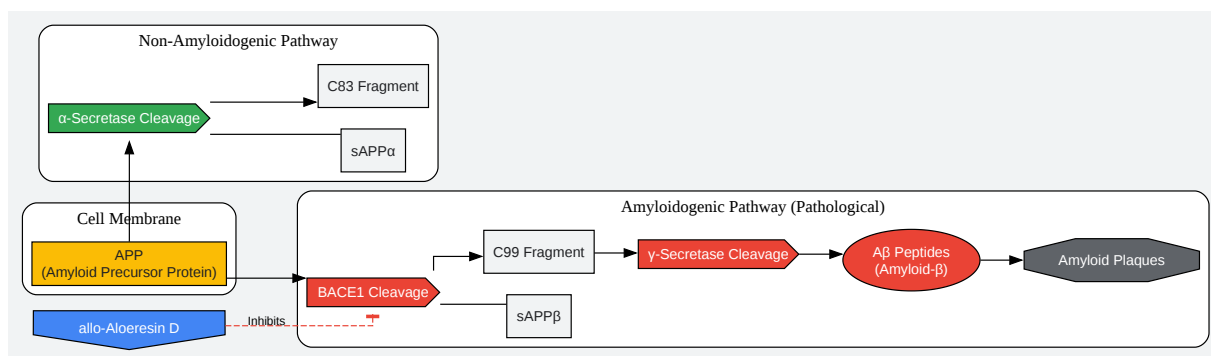 Non-Amyloidogenic Pathway
C83 Fragment
α-Secretase Cleavage
sAPPα
Cell Membrane
APP
(Amyloid Precursor Protein)
Amyloidogenic Pathway (Pathological)
C99 Fragment
γ-Secretase Cleavage
Aβ Peptides
(Amyloid-β)
Amyloid Plaques
BACE1 Cleavage
sAPPβ
allo-Aloeresin D
Inhibits